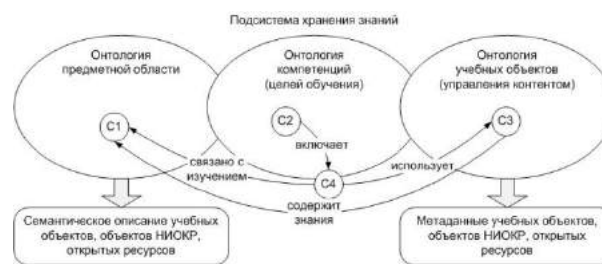 Подсистема хранения знаний
Онтология
предметной области
Онтология
компетенций
(целей обучения)
Онтология
учебных объектов
(управления контентом)
C1
C2
C3
включает
связано с
изучением
C4
использует
содержит
знания
Семантическое описание учебных
объектов, объектов НИОКР,
открытых ресурсов
Метаданные учебных объектов,
объектов НИОКР, открытых
ресурсов